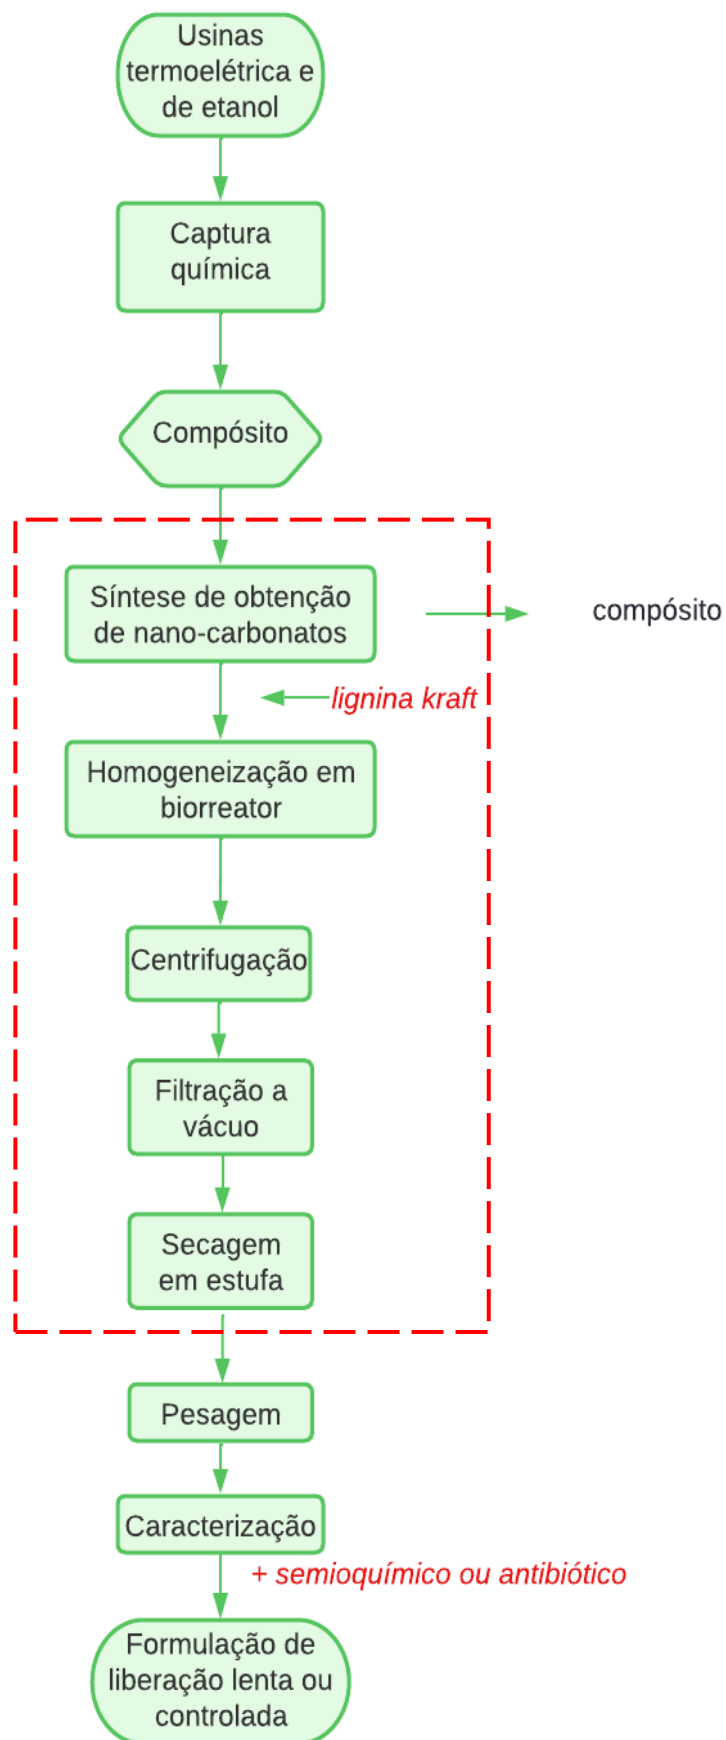 Usinas
termoelétrica e
de etanol
Captura
química
Compósito
Síntese de obtenção
de nano-carbonatos
compósito
lignina kraft
Homogeneização em
biorreator
Centrifugação
Filtração a
vácuo
Secagem
em estufa
Pesagem
Caracterização
+ semioquímico ou antibiótico
Formulação de
liberação lenta ou
controlada